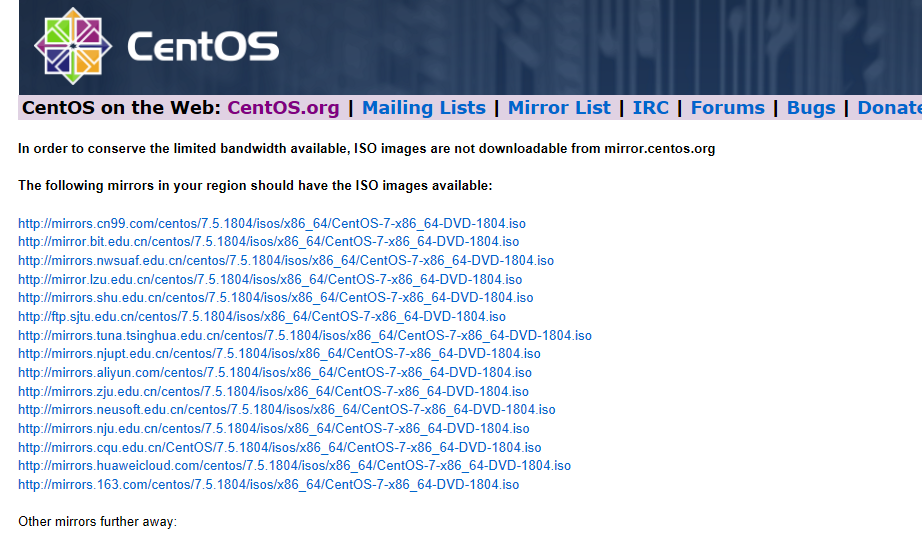 CentOS
CentOS on the Web: CentOS.org | Mailing Lists | Mirror List | IRC | Forums | Bugs | Donate
In order to conserve the limited bandwidth available, ISO images are not downloadable from mirror.centos.org
The following mirrors in your region should have the ISO images available:
http://mirrors.cn99.com/centos/7.5.1804/isos/x86_64/CentOS-7-x86_64-DVD-1804.iso
http://mirror.bit.edu.cn/centos/7.5.1804/isos/x86_64/CentOS-7-x86_64-DVD-1804.iso
http://mirrors.nwsuaf.edu.cn/centos/7.5.1804/isos/x86_64/CentOS-7-x86_64-DVD-1804.iso
http://mirror.lzu.edu.cn/centos/7.5.1804/isos/x86_64/CentOS-7-x86_64-DVD-1804.iso
http://mirrors.shu.edu.cn/centos/7.5.1804/isos/x86_64/CentOS-7-x86_64-DVD-1804.iso
http://ftp.sjtu.edu.cn/centos/7.5.1804/isos/x86_64/CentOS-7-x86_64-DVD-1804.iso
http://mirrors.tuna.tsinghua.edu.cn/centos/7.5.1804/isos/x86_64/CentOS-7-x86_64-DVD-1804.iso
http://mirrors.njupt.edu.cn/centos/7.5.1804/isos/x86_64/CentOS-7-x86_64-DVD-1804.iso
http://mirrors.aliyun.com/centos/7.5.1804/isos/x86_64/CentOS-7-x86_64-DVD-1804.iso
http://mirrors.zju.edu.cn/centos/7.5.1804/isos/x86_64/CentOS-7-x86_64-DVD-1804.iso
http://mirrors.neusoft.edu.cn/centos/7.5.1804/isos/x86_64/CentOS-7-x86_64-DVD-1804.iso
http://mirrors.nju.edu.cn/centos/7.5.1804/isos/x86_64/CentOS-7-x86_64-DVD-1804.iso
http://mirrors.cqu.edu.cn/CentOS/7.5.1804/isos/x86_64/CentOS-7-x86_64-DVD-1804.iso
http://mirrors.huaweicloud.com/centos/7.5.1804/isos/x86_64/CentOS-7-x86_64-DVD-1804.iso
http://mirrors.163.com/centos/7.5.1804/isos/x86_64/CentOS-7-x86_64-DVD-1804.iso
Other mirrors further away: